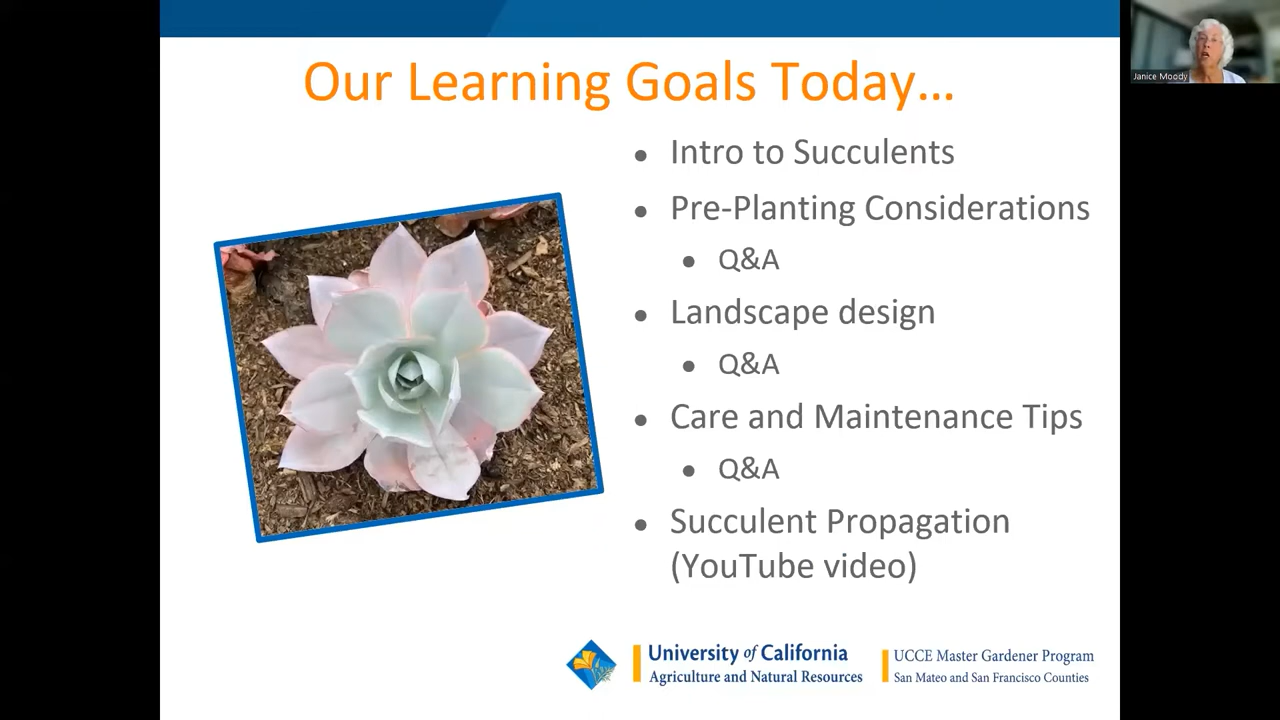 Our Learning Goals Today...
Janice Moody
● Intro to Succulents
● Pre-Planting Considerations
● Q&A
● Landscape design
● Q&A
● Care and Maintenance Tips
● Q&A
● Succulent Propagation
(YouTube video)
University of California
Agriculture and Natural Resources
UCCE Master Gardener Program
San Mateo and San Francisco Counties